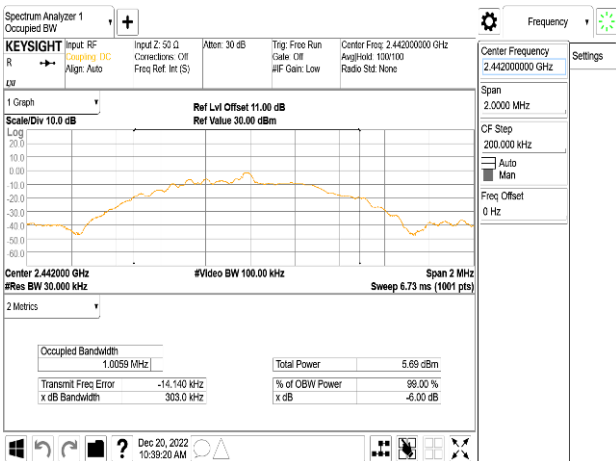 Spectrum Analyzer 1
Occupied BW
Frequency
KEYSIGHT
R
LXI
Input: RF
Coupling: DC
Align: Auto
Input Z: 50 Ω
Corrections: Off
Freq Ref: Int (S)
Atten: 30 dB
Trig: Free Run
Gate: Off
#IF Gain: Low
Center Freq: 2.442000000 GHz
Avg|Hold: 100/100
Radio Std: None
Center Frequency
2.442000000 GHz
Settings
Span
2.0000 MHz
CF Step
200.000 kHz
Auto
Man
Freq Offset
0 Hz
1 Graph
Scale/Div 10.0 dB
Ref Lvl Offset 11.00 dB
Ref Value 30.00 dBm
Log
20.0
10.0
0.00
-10.0
-20.0
-30.0
-40.0
-50.0
-60.0
Center 2.442000 GHz
#Res BW 30.000 kHz
#Video BW 100.00 kHz
Span 2 MHz
Sweep 6.73 ms (1001 pts)
2 Metrics
Occupied Bandwidth
1.0059 MHz
Transmit Freq Error -14.140 kHz
x dB Bandwidth 303.0 kHz
Total Power 5.69 dBm
% of OBW Power 99.00 %
x dB -6.00 dB
?
Dec 20, 2022
10:39:20 AM